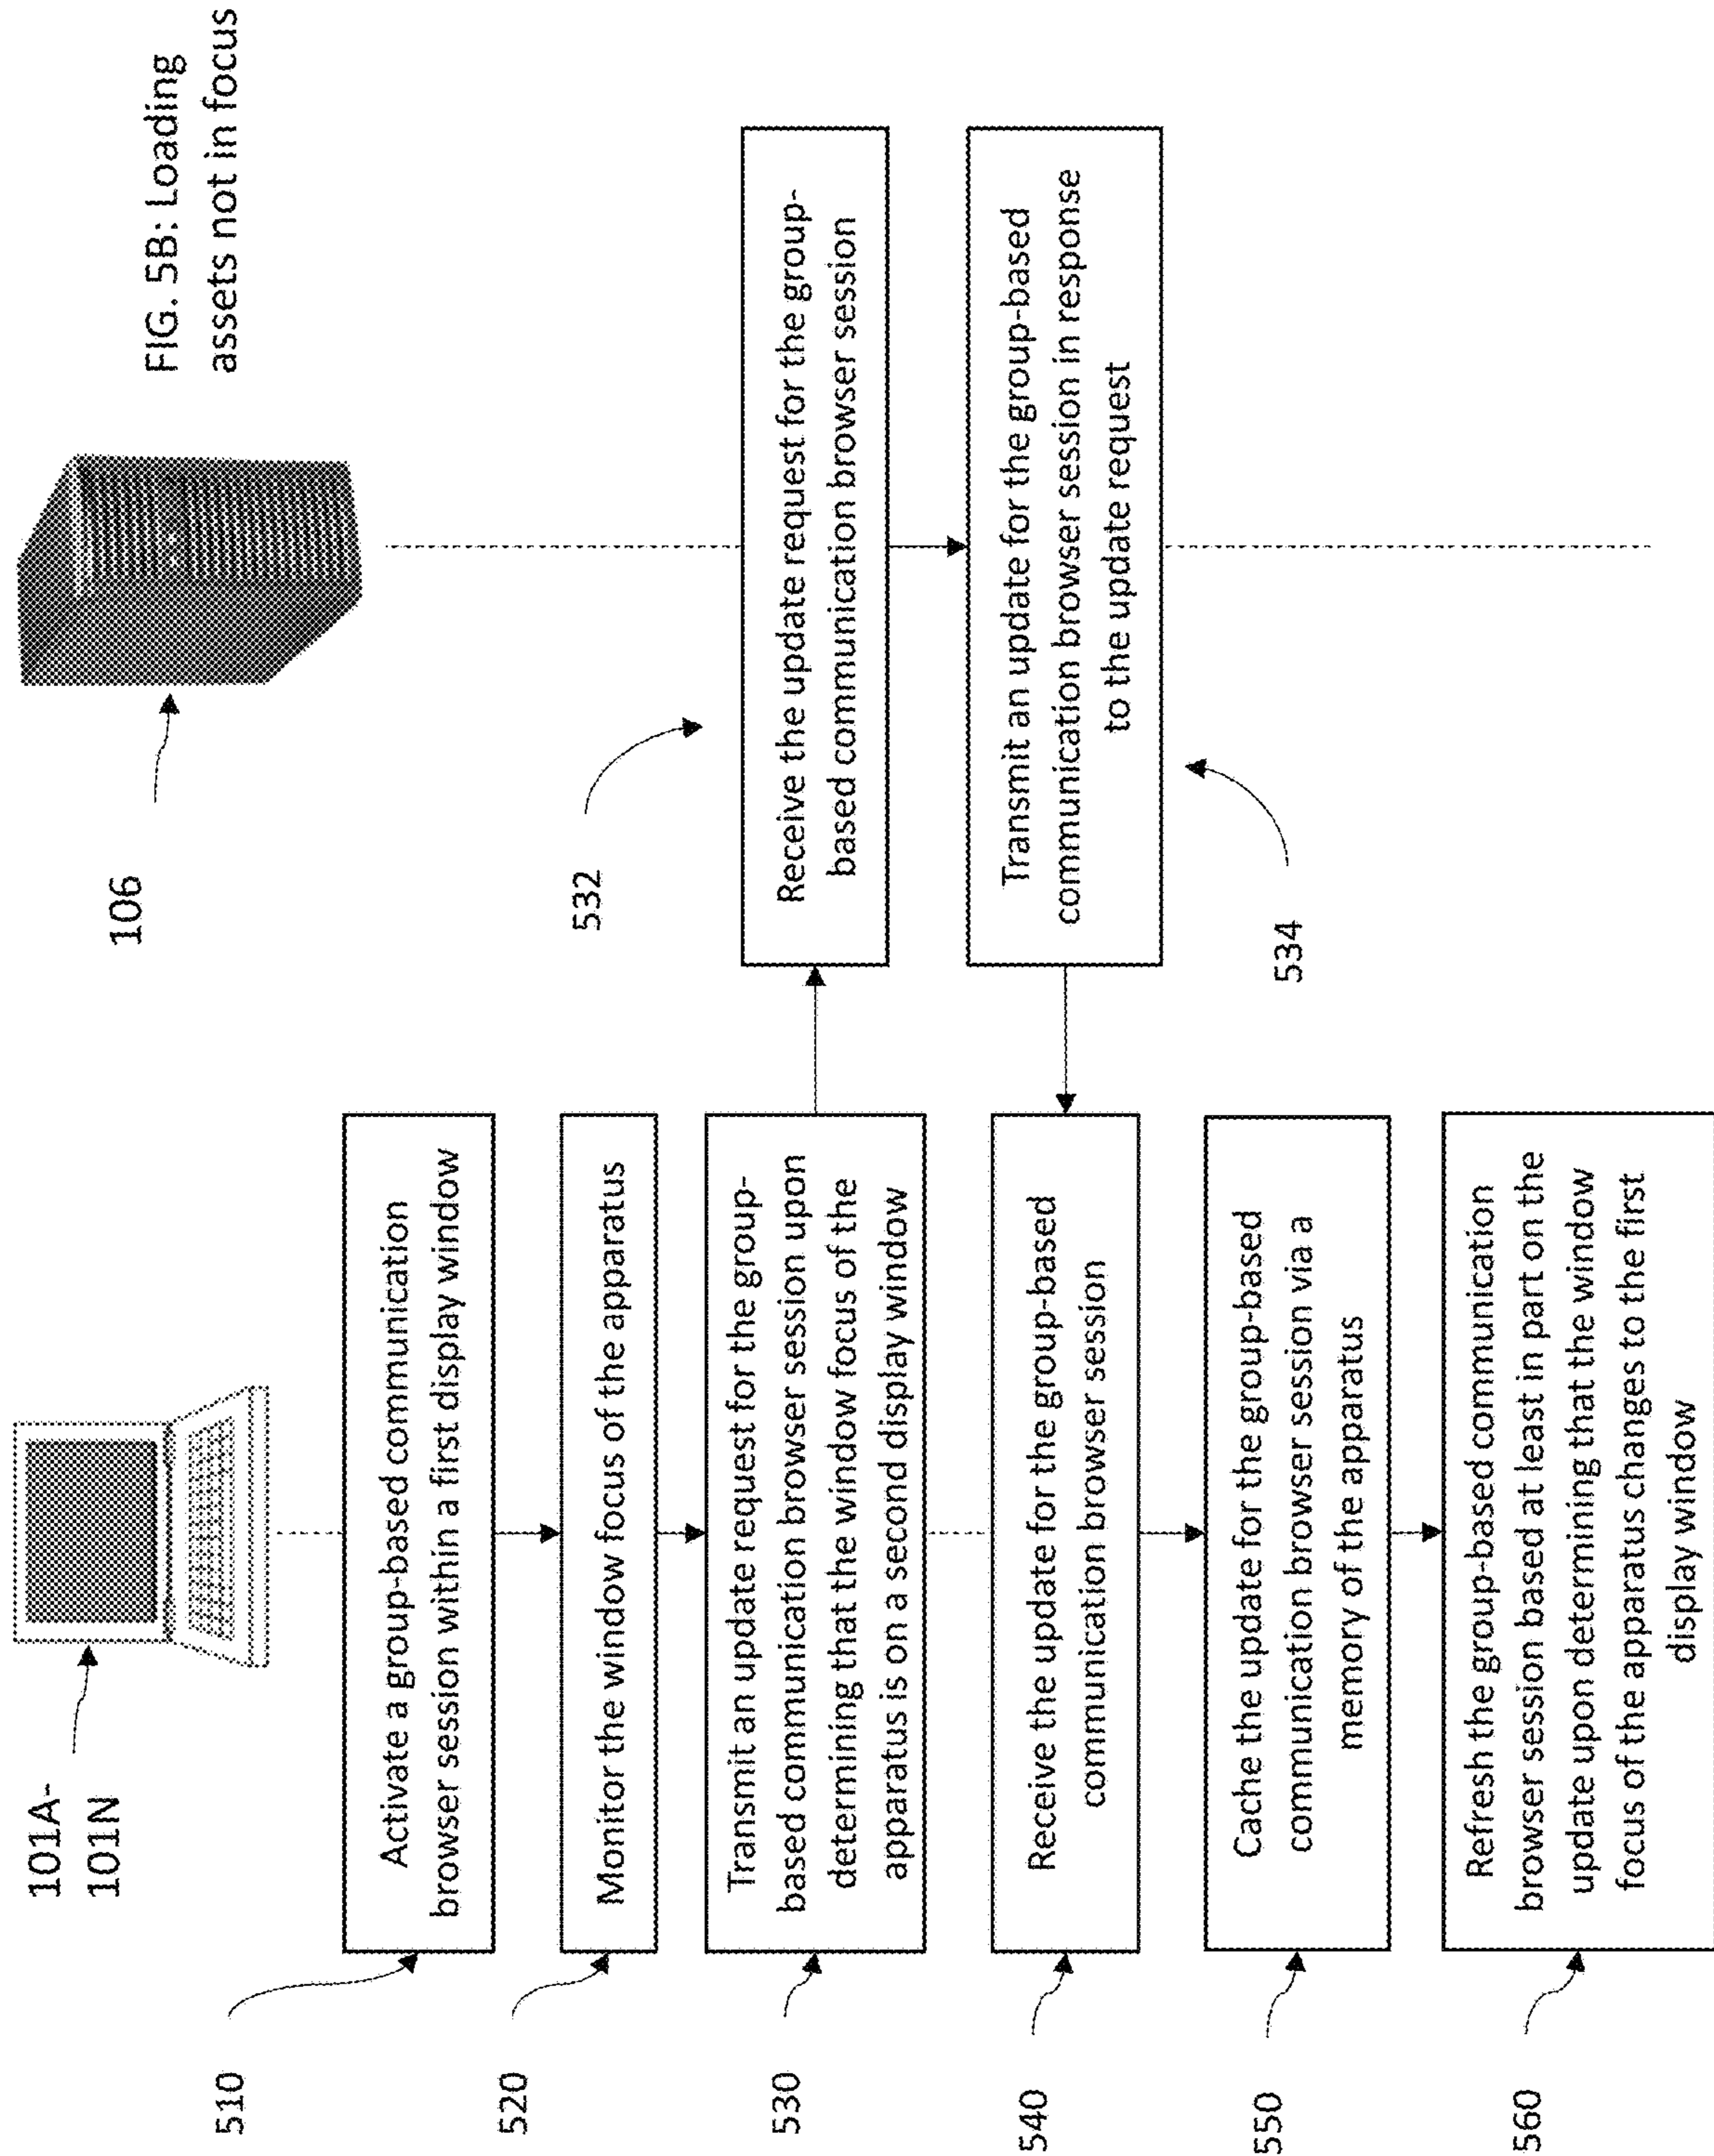 FIG. 5B: Loading
assets not in focus
101A-
101N
106
510
Activate a group-based communication
browser session within a first display window
520
Monitor the window focus of the apparatus
530
Transmit an update request for the group-
based communication browser session upon
determining that the window focus of the
apparatus is on a second display window
532
Receive the update request for the group-
based communication browser session
534
Transmit an update for the group-based
communication browser session in response
to the update request
540
Receive the update for the group-based
communication browser session
550
Cache the update for the group-based
communication browser session via a
memory of the apparatus
560
Refresh the group-based communication
browser session based at least in part on the
update upon determining that the window
focus of the apparatus changes to the first
display window